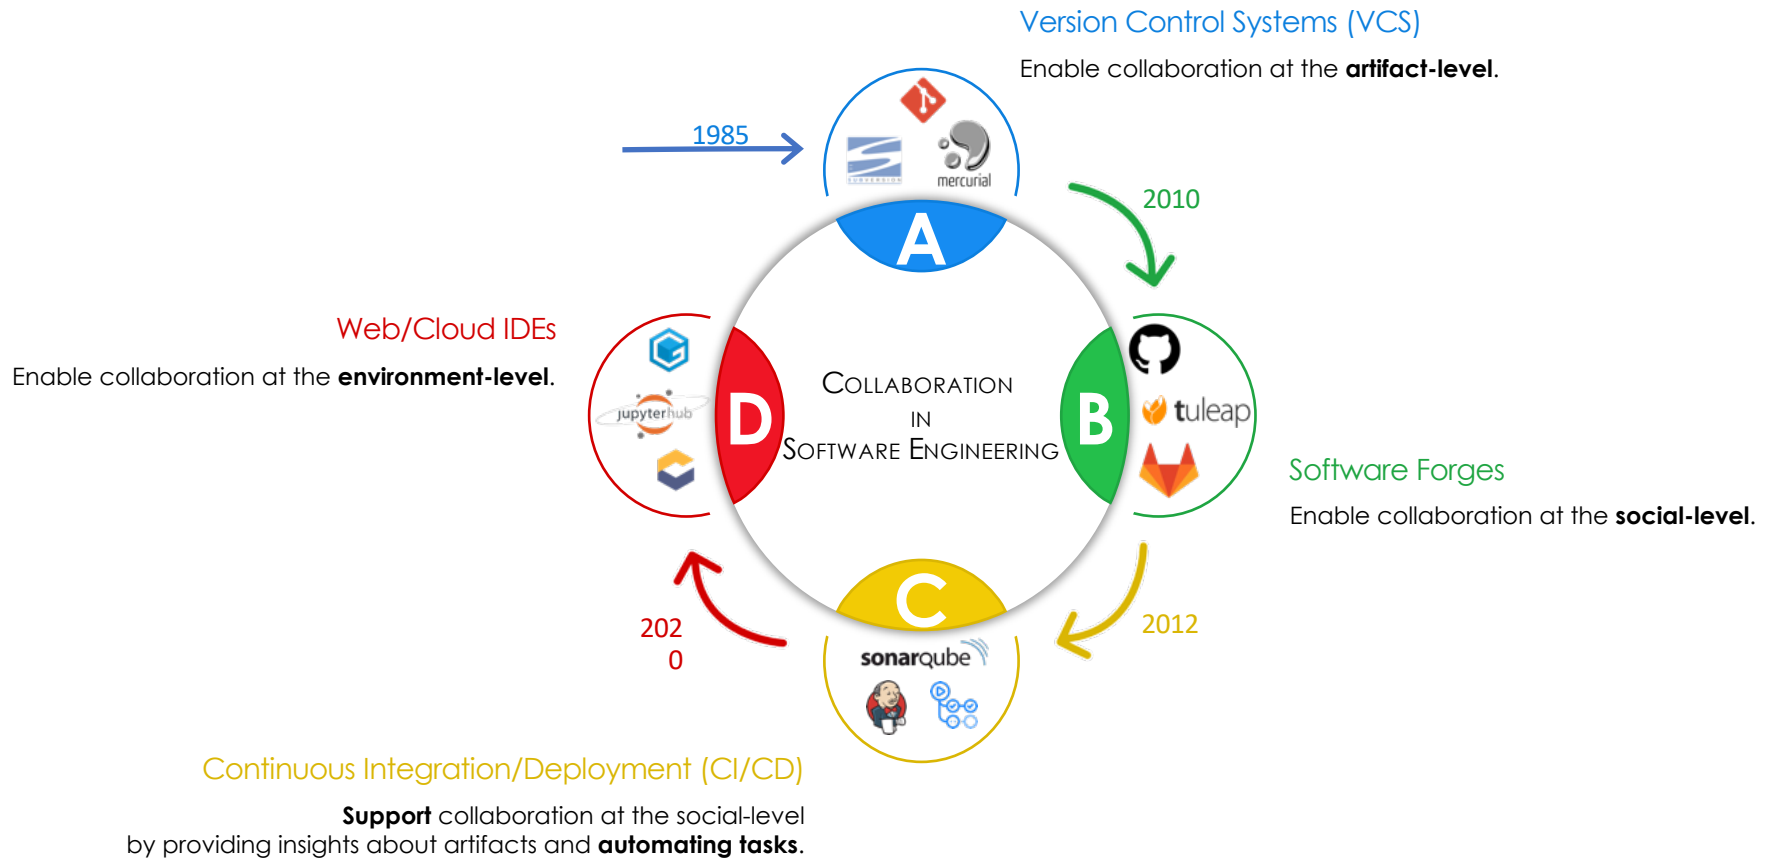 Version Control Systems (VCS)
Enable collaboration at the artifact-level.
1985
SUBVERSION
mercurial
A
2010
Web/Cloud IDEs
Enable collaboration at the environment-level.
jupyterhub
D
COLLABORATION
IN
SOFTWARE ENGINEERING
B
tuleap
Software Forges
Enable collaboration at the social-level.
C
202
0
2012
sonarqube
Continuous Integration/Deployment (CI/CD)
Support collaboration at the social-level
by providing insights about artifacts and automating tasks.